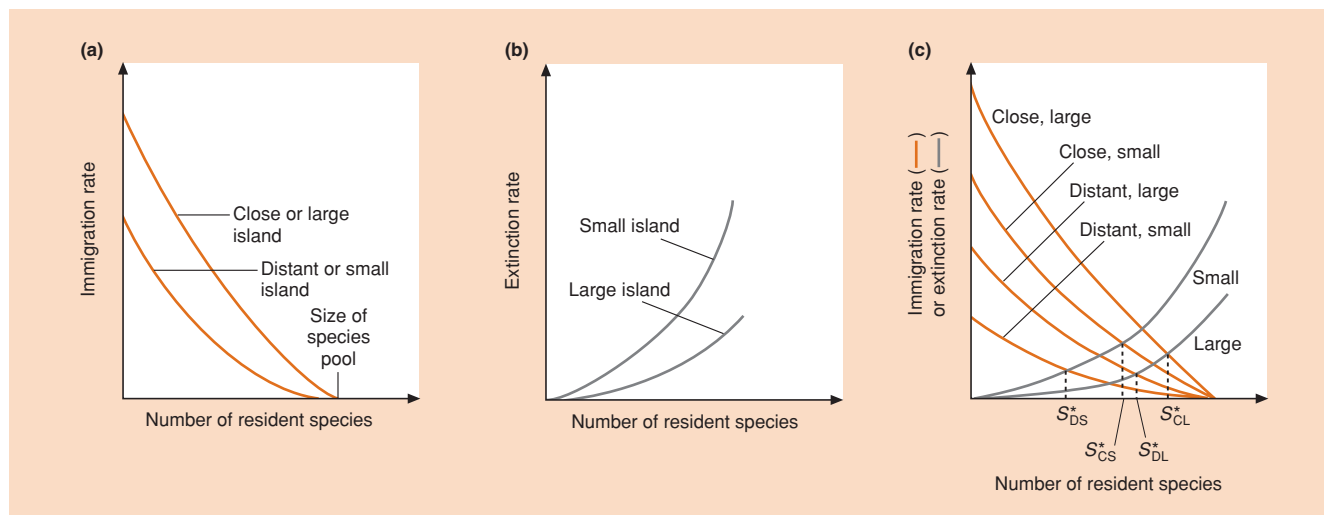 (a)
Immigration rate
Close or large
island
Distant or small
island
Size of
species
pool
Number of resident species
(b)
Extinction rate
Small island
Large island
Number of resident species
(c)
Immigration rate (—)
or extinction rate (—)
Close, large
Close, small
Distant, large
Distant, small
Small
Large
S*DS
S*CL
S*CS
S*DL
Number of resident species